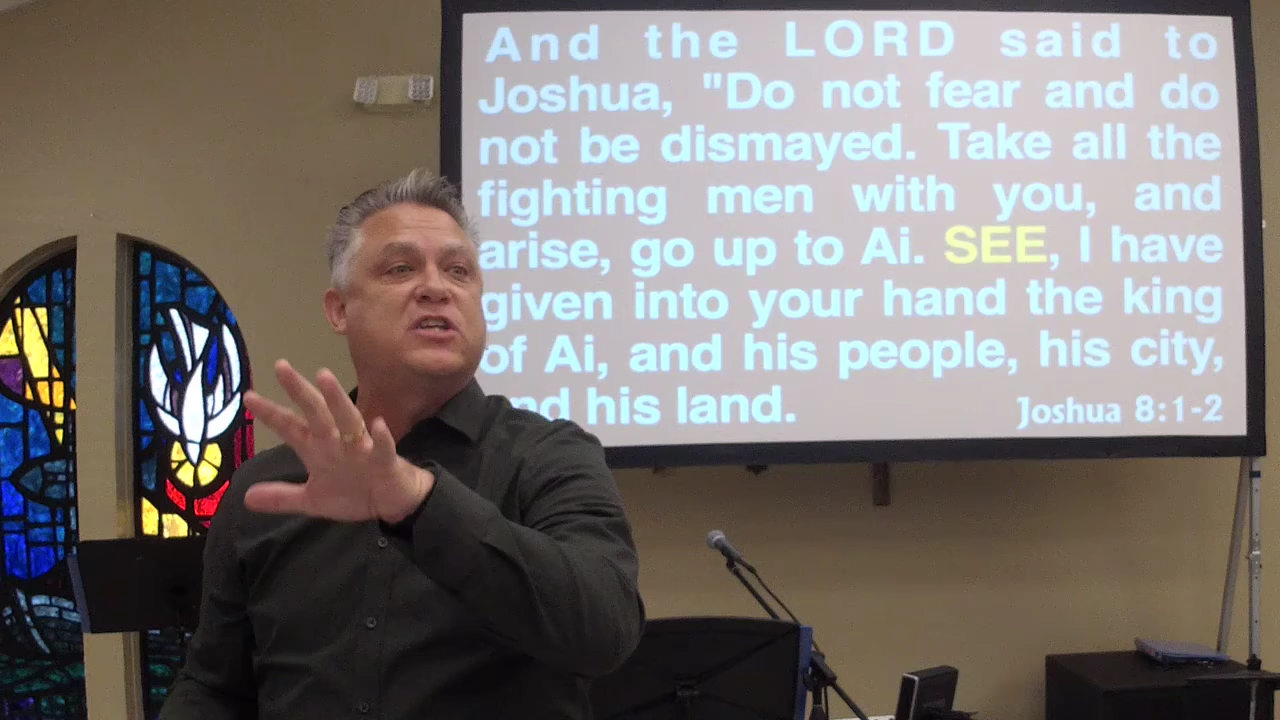 And the LORD said to
Joshua, "Do not fear and do
not be dismayed. Take all the
fighting men with you, and
arise, go up to Ai. SEE, I have
given into your hand the king
of Ai, and his people, his city,
and his land.
Joshua 8:1-2